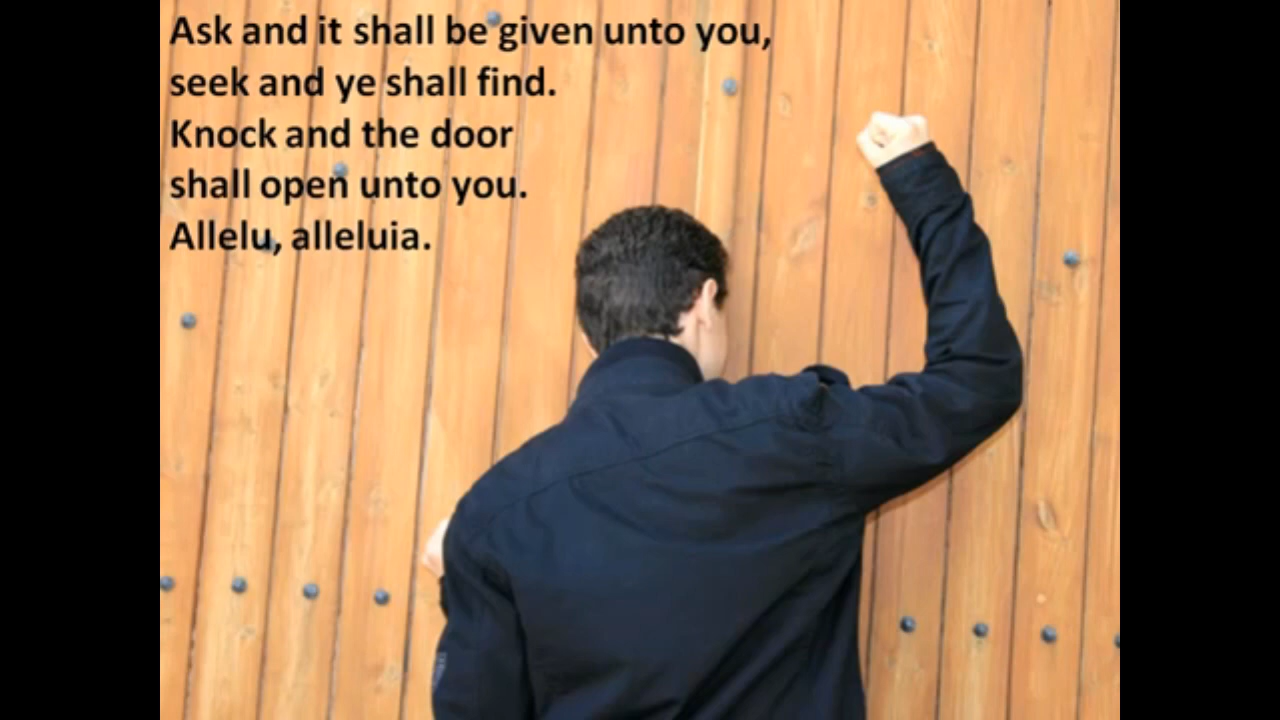 Ask and it shall be given unto you,
seek and ye shall find.
Knock and the door
shall open unto you.
Allelu, alleluia.